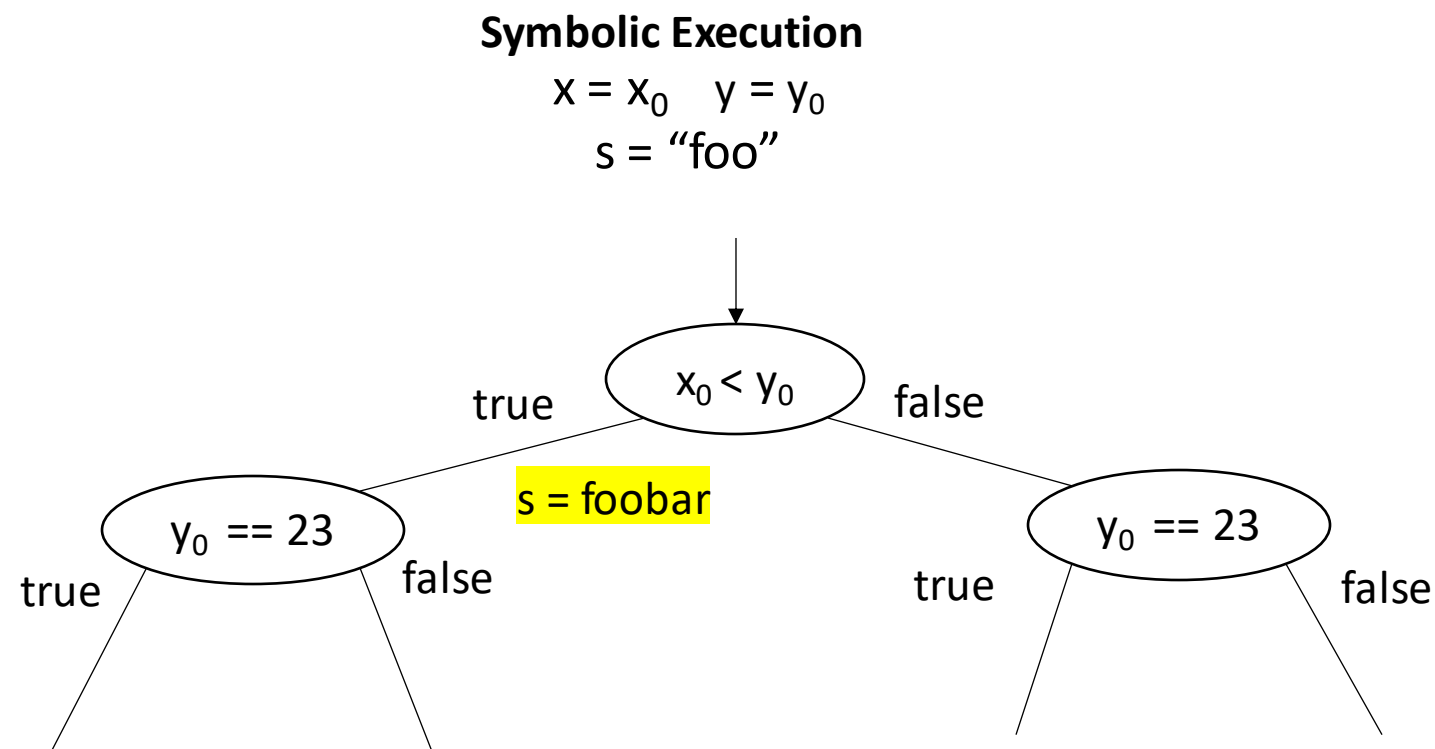 Symbolic Execution
x = x₀ y = y₀
s = “foo”
x₀ < y₀
true
false
s = foobar
y₀ == 23
y₀ == 23
true
false
true
false